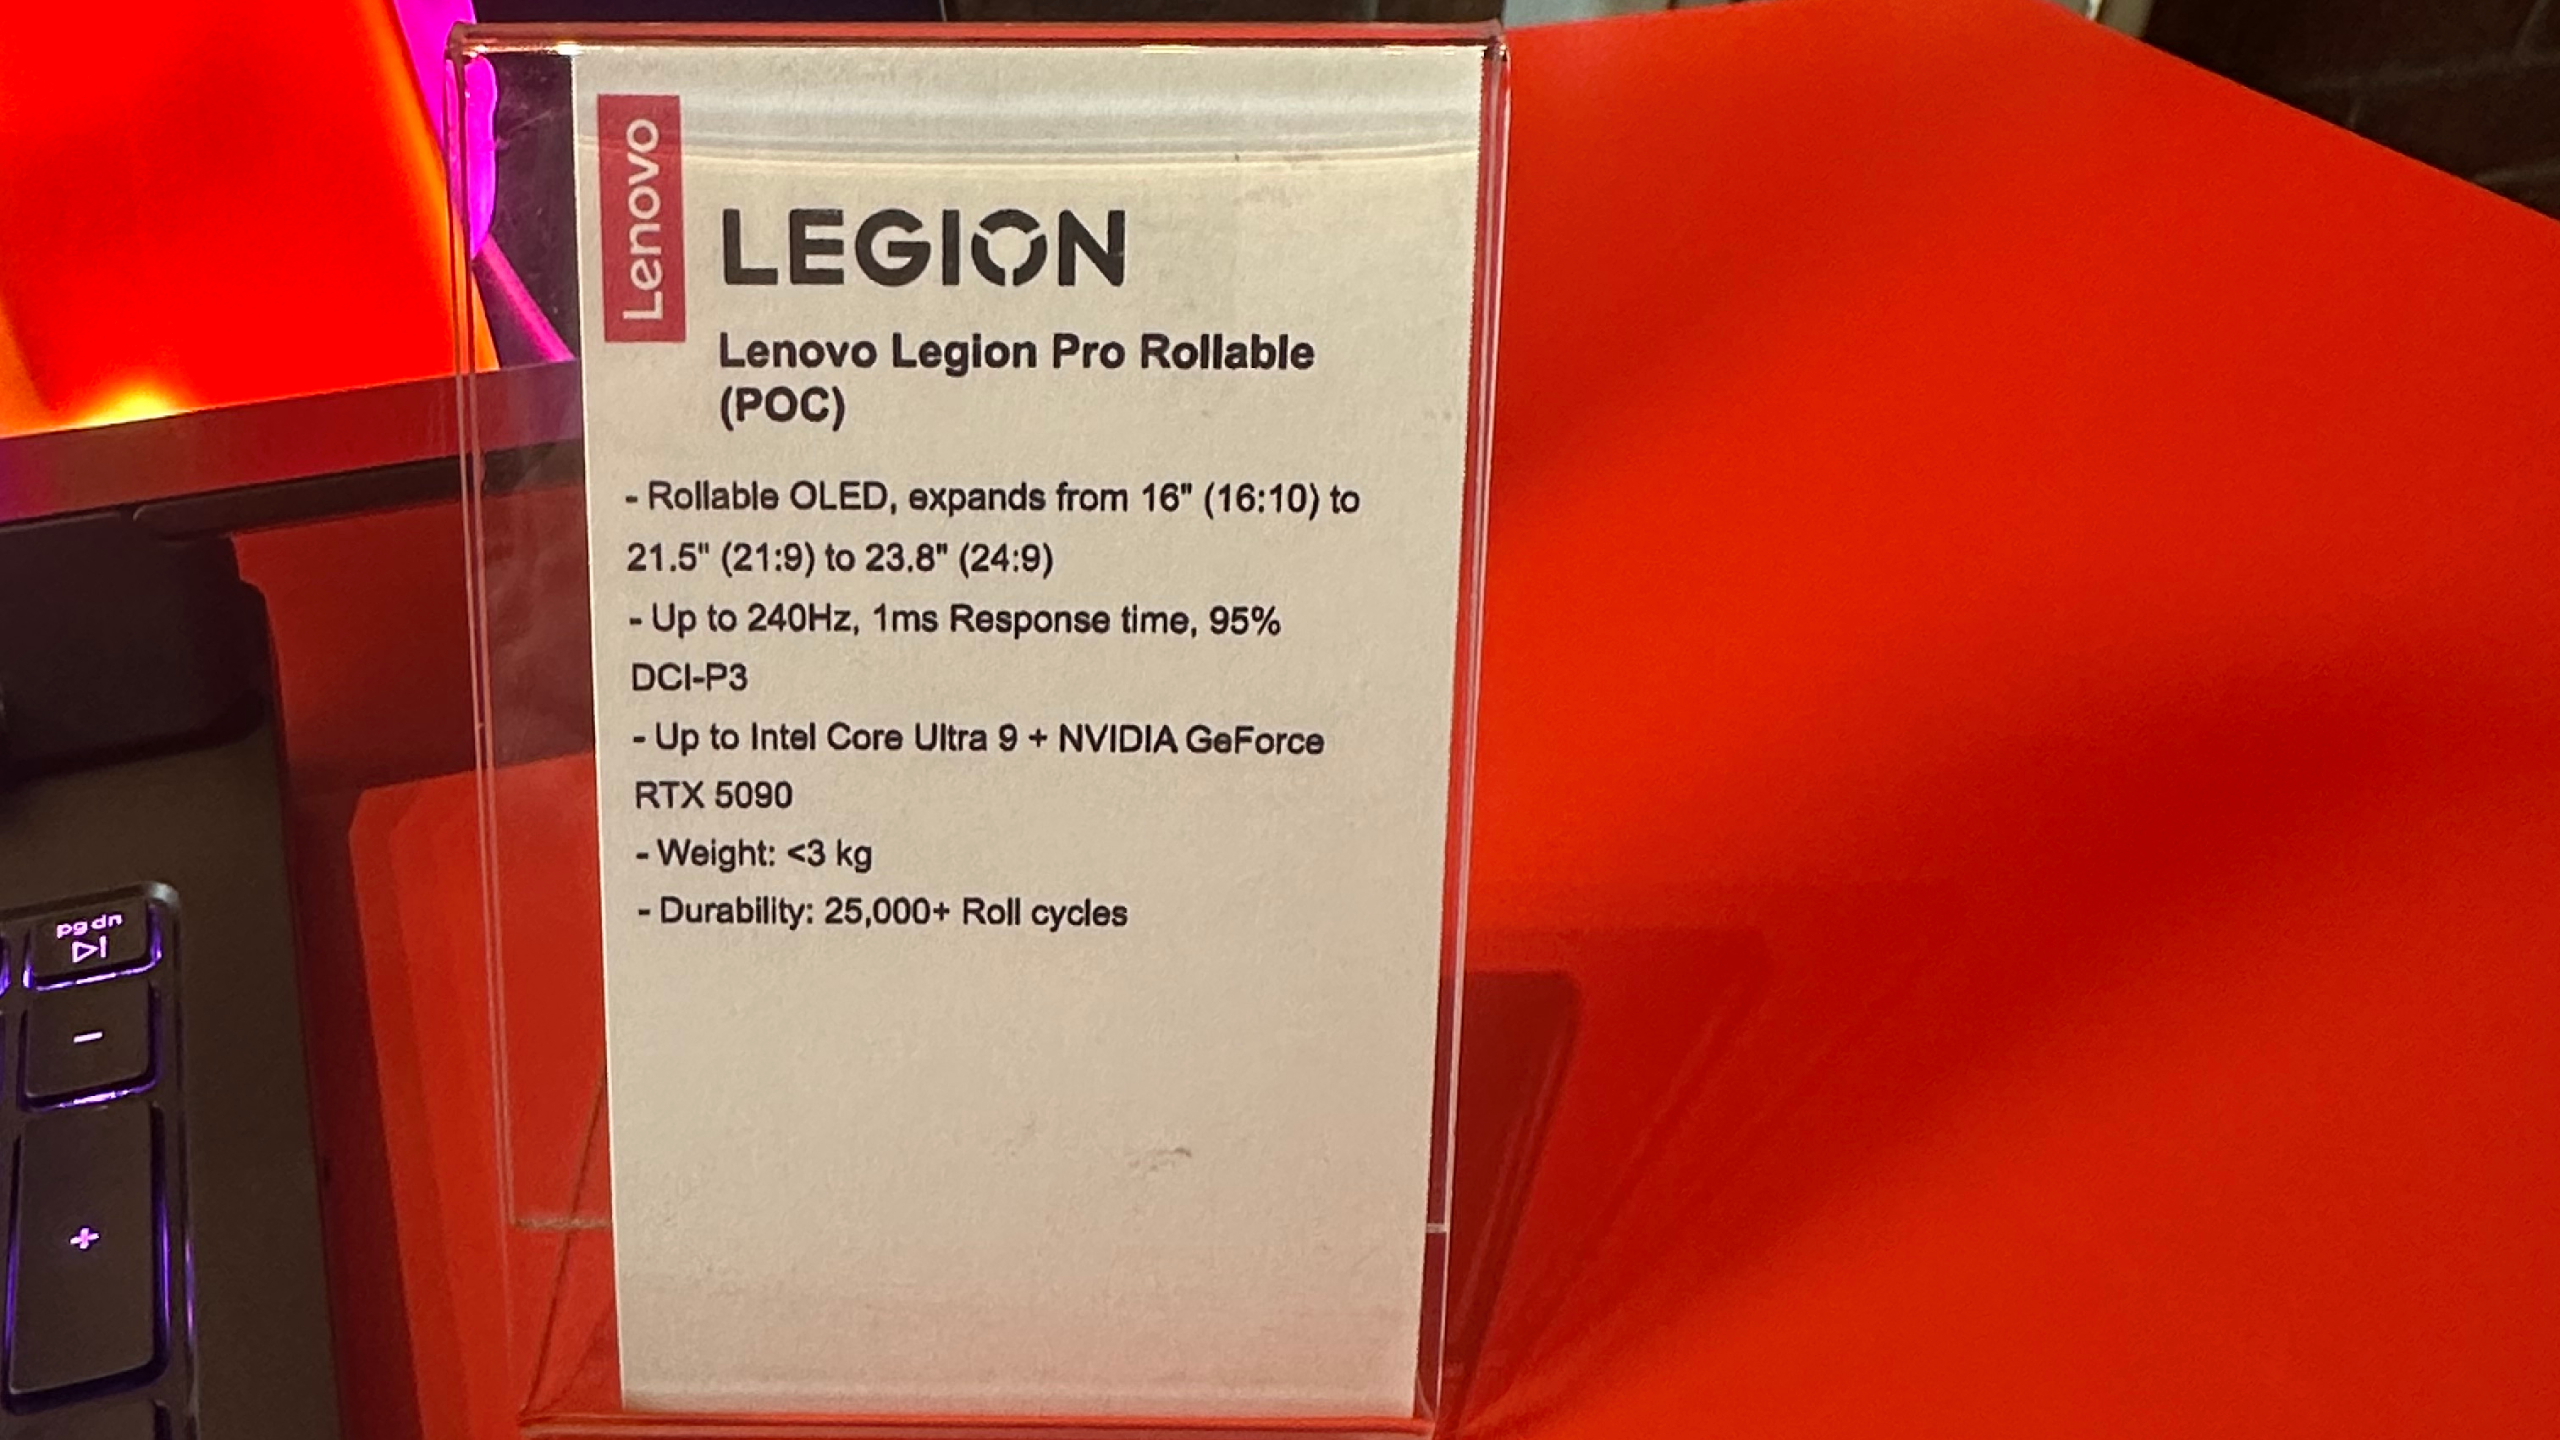 Lenovo
LEGION
Lenovo Legion Pro Rollable
(POC)
- Rollable OLED, expands from 16" (16:10) to
21.5" (21:9) to 23.8" (24:9)
- Up to 240Hz, 1ms Response time, 95%
DCI-P3
- Up to Intel Core Ultra 9 + NVIDIA GeForce
RTX 5090
- Weight: <3 kg
- Durability: 25,000+ Roll cycles
pgdn
-
+